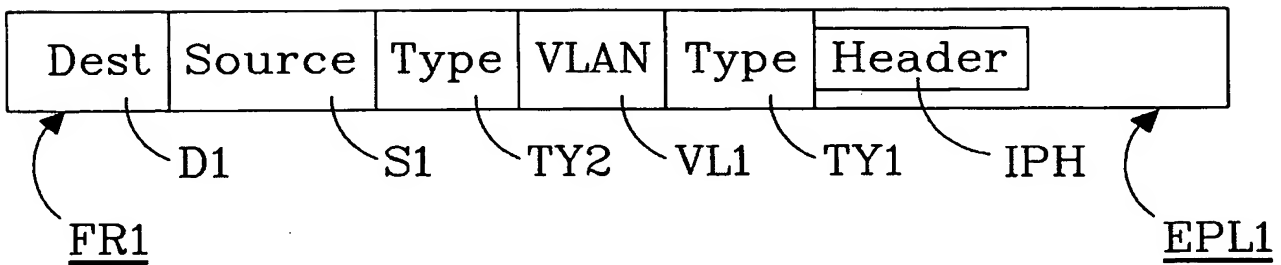 Dest Source Type VLAN Type Header
D1 S1 TY2 VL1 TY1 IPH
FR1 EPL1